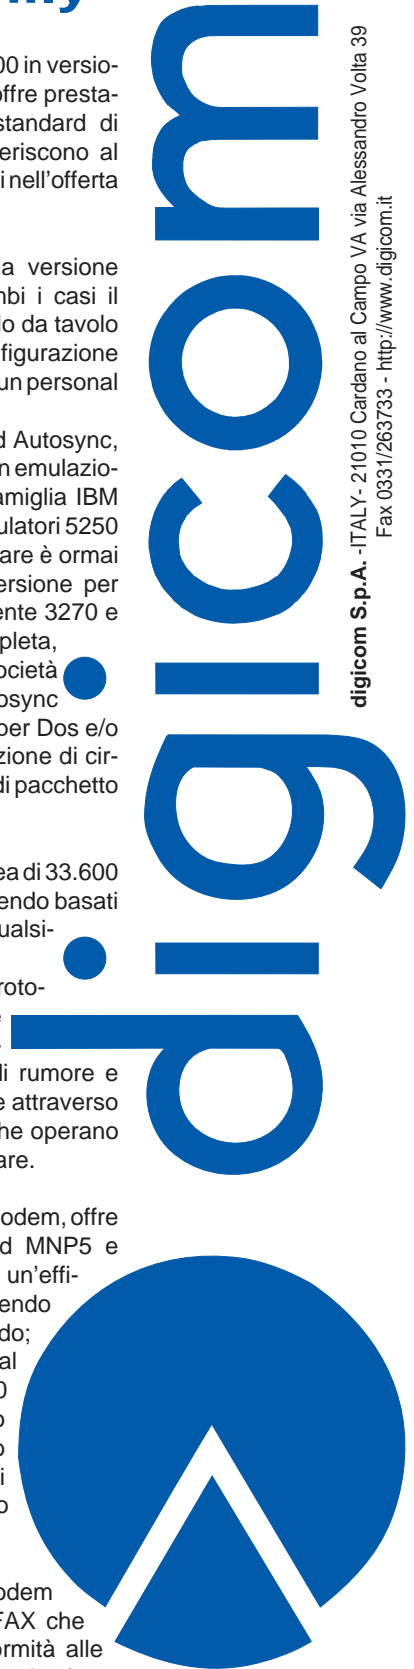 00 in versio-
offre presta-
standard di
eriscono al
i nell'offerta
a versione
nbi i casi il
lo da tavolo
figurazione
un personal
d Autosync,
n emulazio-
amiglia IBM
ulatori 5250
are è ormai
ersione per
ente 3270 e
pleta,
ocietà
osync
per Dos e/o
zione di cir-
di pacchetto
ea di 33.600
endo basati
ualsi-
roto-
e
li rumore e
e attraverso
he operano
are.
odem, offre
d MNP5 e
un'effi-
endo
do;
al
0
o
o
i
o
odem
FAX che
ormità alle
digicom
digicom S.p.A. -ITALY- 21010 Cardano al Campo VA via Alessandro Volta 39
Fax 0331/263733 - http://www.digicom.it